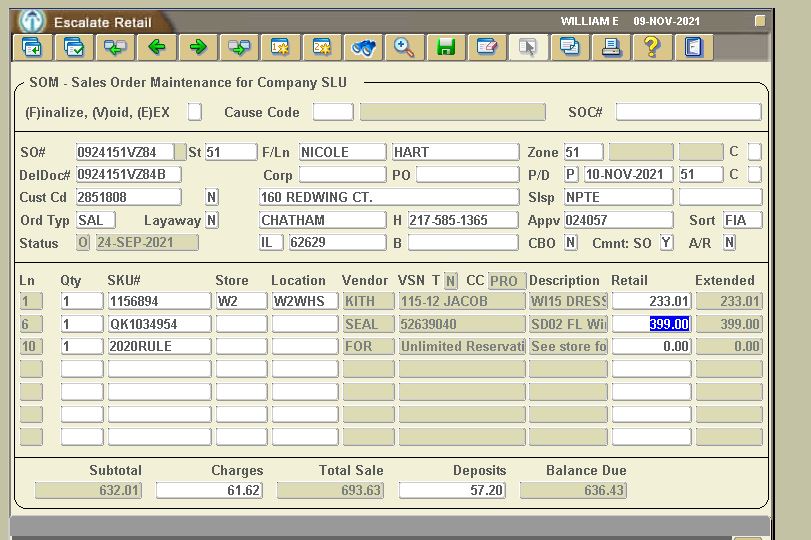 Escalate Retail WILLIAM E 09-NOV-2021
SOM - Sales Order Maintenance for Company SLU
(F)inalize, (V)oid, (E)EX Cause Code SOC#
SO# 0924151VZ84 St 51 F/Ln NICOLE HART Zone 51 C
DelDoc# 0924151VZ84B Corp PO P/D P 10-NOV-2021 51 C
Cust Cd 2851808 N 160 REDWING CT. Slsp NPTE
Ord Typ SAL Layaway N CHATHAM H 217-585-1365 Appv 024057 Sort FIA
Status O 24-SEP-2021 IL 62629 B CBO N Cmnt: SO Y A/R N
Ln Qty SKU# Store Location Vendor VSN T N CC PRO Description Retail Extended
1 1 1156894 W2 W2WHS KITH 115-12 JACOB WI15 DRESS 233.01 233.01
6 1 QK1034954 SEAL 52639040 SD02 FL Wi 399.00 399.00
10 1 2020RULE FOR Unlimited Reservati See store fo 0.00 0.00
Subtotal Charges Total Sale Deposits Balance Due
632.01 61.62 693.63 57.20 636.43